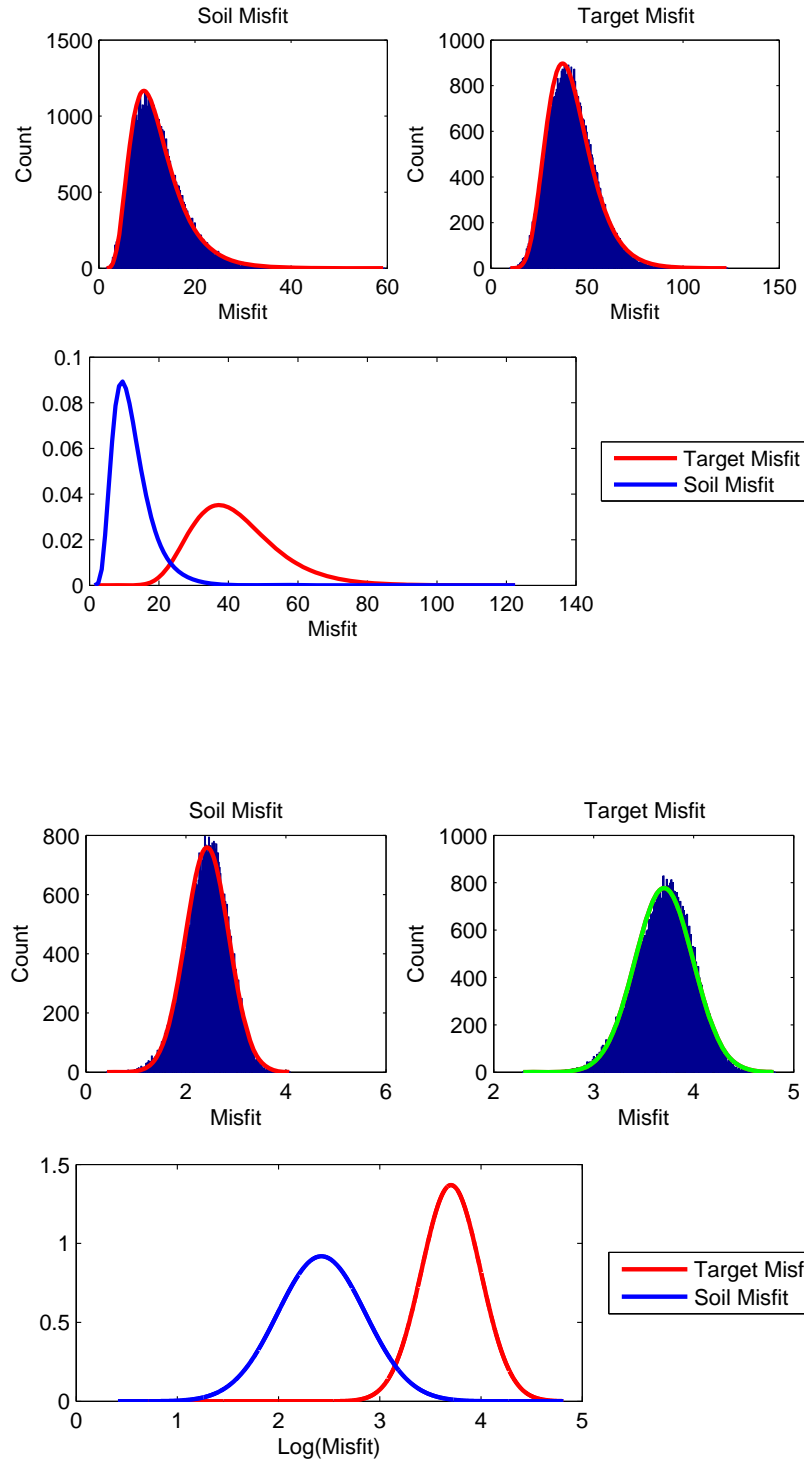 Soil Misfit
Target Misfit
1500
1000
500
0
Count
0 20 40 60
Misfit
1000
800
600
400
200
0
Count
0 50 100 150
Misfit
0.1
0.08
0.06
0.04
0.02
0
0 20 40 60 80 100 120 140
Misfit
Target Misfit
Soil Misfit
Soil Misfit
Target Misfit
800
600
400
200
0
Count
0 2 4 6
Misfit
1000
800
600
400
200
0
Count
2 3 4 5
Misfit
1.5
1
0.5
0
0 1 2 3 4 5
Log(Misfit)
Target Misf
Soil Misfit